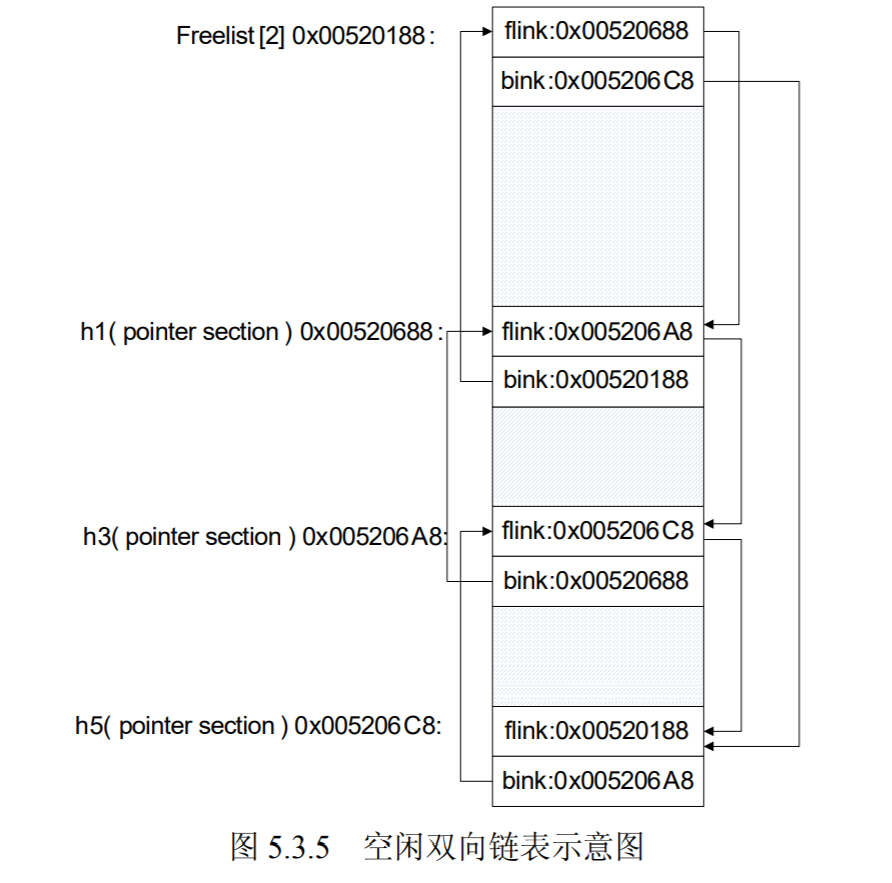 Freelist [2] 0x00520188 :
flink:0x00520688
bink:0x005206C8
h1( pointer section ) 0x00520688 :
flink:0x005206A8
bink:0x00520188
h3( pointer section ) 0x005206A8:
flink:0x005206C8
bink:0x00520688
h5( pointer section ) 0x005206C8:
flink:0x00520188
bink:0x005206A8
图 5.3.5 空闲双向链表示意图